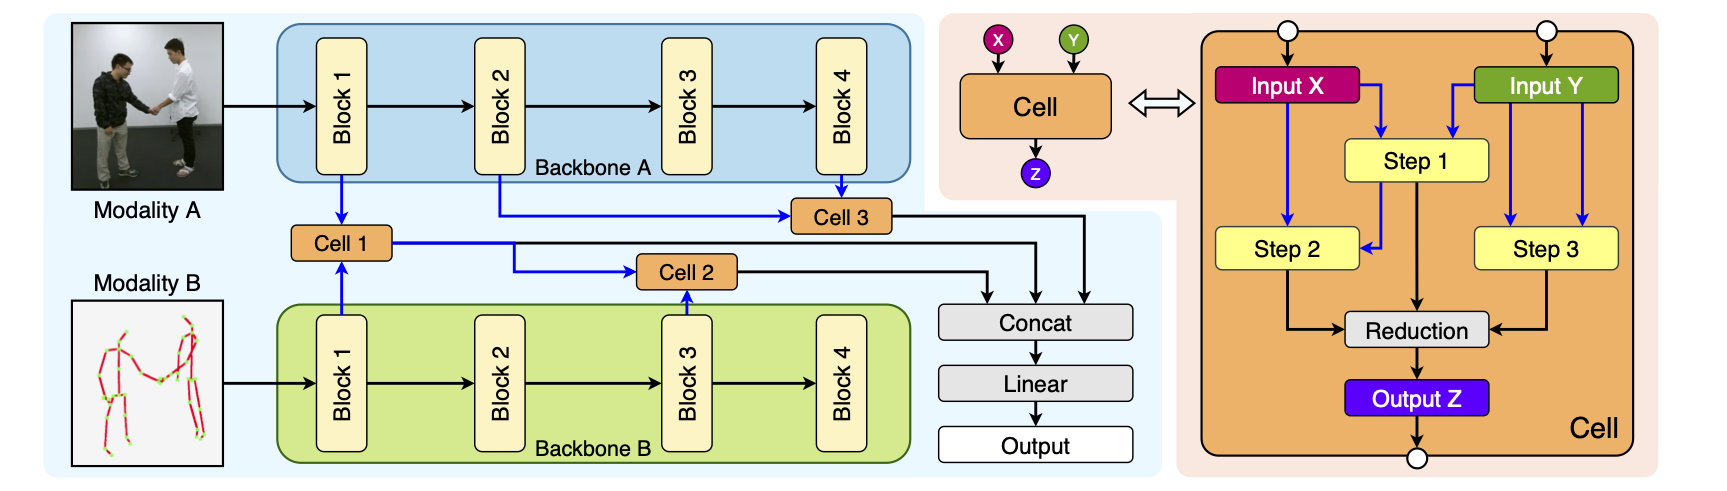 Modality A
Block 1
Block 2
Block 3
Block 4
Backbone A
Cell 1
Cell 2
Cell 3
Modality B
Block 1
Block 2
Block 3
Block 4
Backbone B
Concat
Linear
Output
X
Y
Cell
Z
Input X
Input Y
Step 1
Step 2
Step 3
Reduction
Output Z
Cell